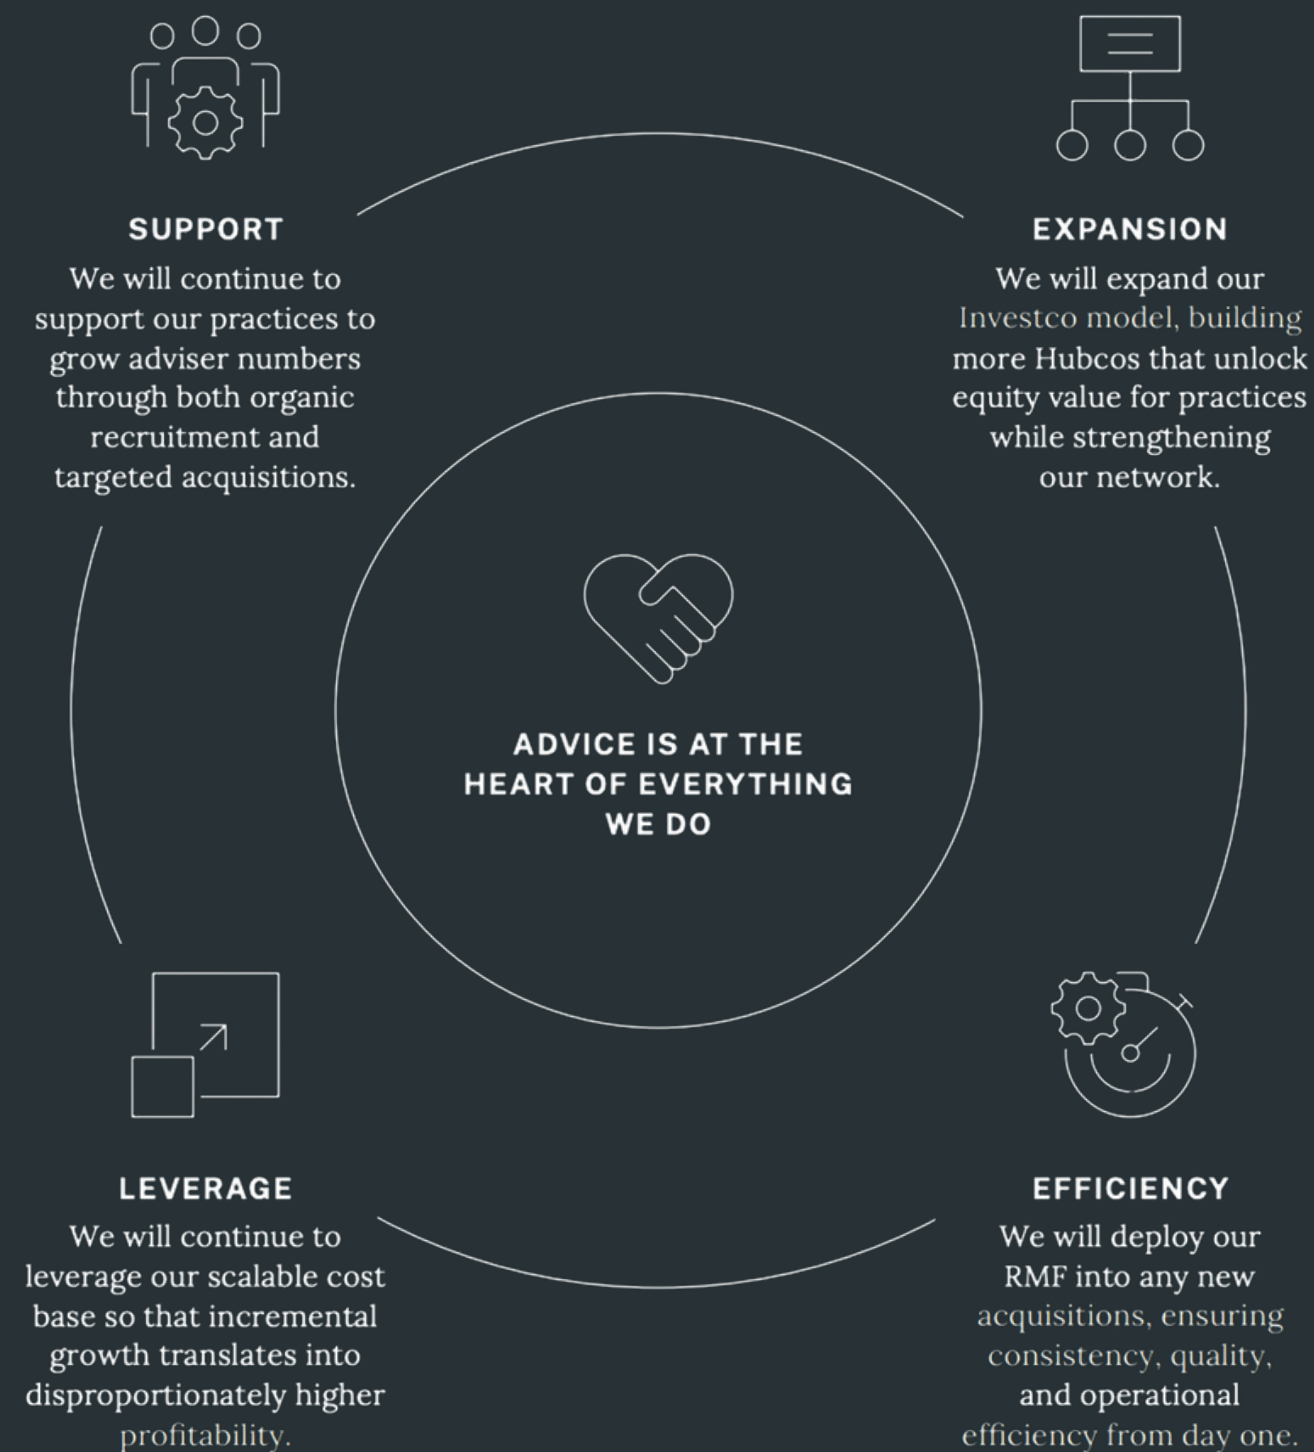 SUPPORT
We will continue to
support our practices to
grow adviser numbers
through both organic
recruitment and
targeted acquisitions.
EXPANSION
We will expand our
Investco model, building
more Hubcos that unlock
equity value for practices
while strengthening
our network.
ADVICE IS AT THE
HEART OF EVERYTHING
WE DO
LEVERAGE
We will continue to
leverage our scalable cost
base so that incremental
growth translates into
disproportionately higher
profitability.
EFFICIENCY
We will deploy our
RMF into any new
acquisitions, ensuring
consistency, quality,
and operational
efficiency from day one.